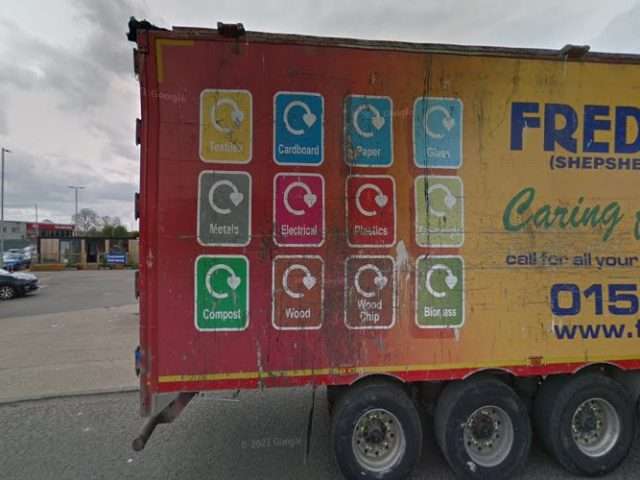 Textiles
Cardboard
Paper
Glass
Metals
Electrical
Plastics
Compost
Wood
Wood
Chip
Biomass
FRED
(SHEPSHE
Caring
call for all your
015
www.f
© 2021 Google